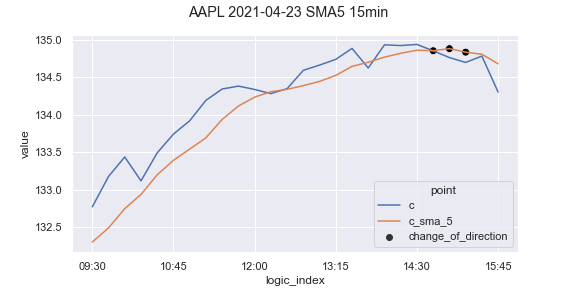 AAPL 2021-04-23 SMA5 15min
135.0
134.5
134.0
133.5
133.0
132.5
value
09:30 10:45 12:00 13:15 14:30 15:45
logic_index
point
c
c_sma_5
change_of_direction